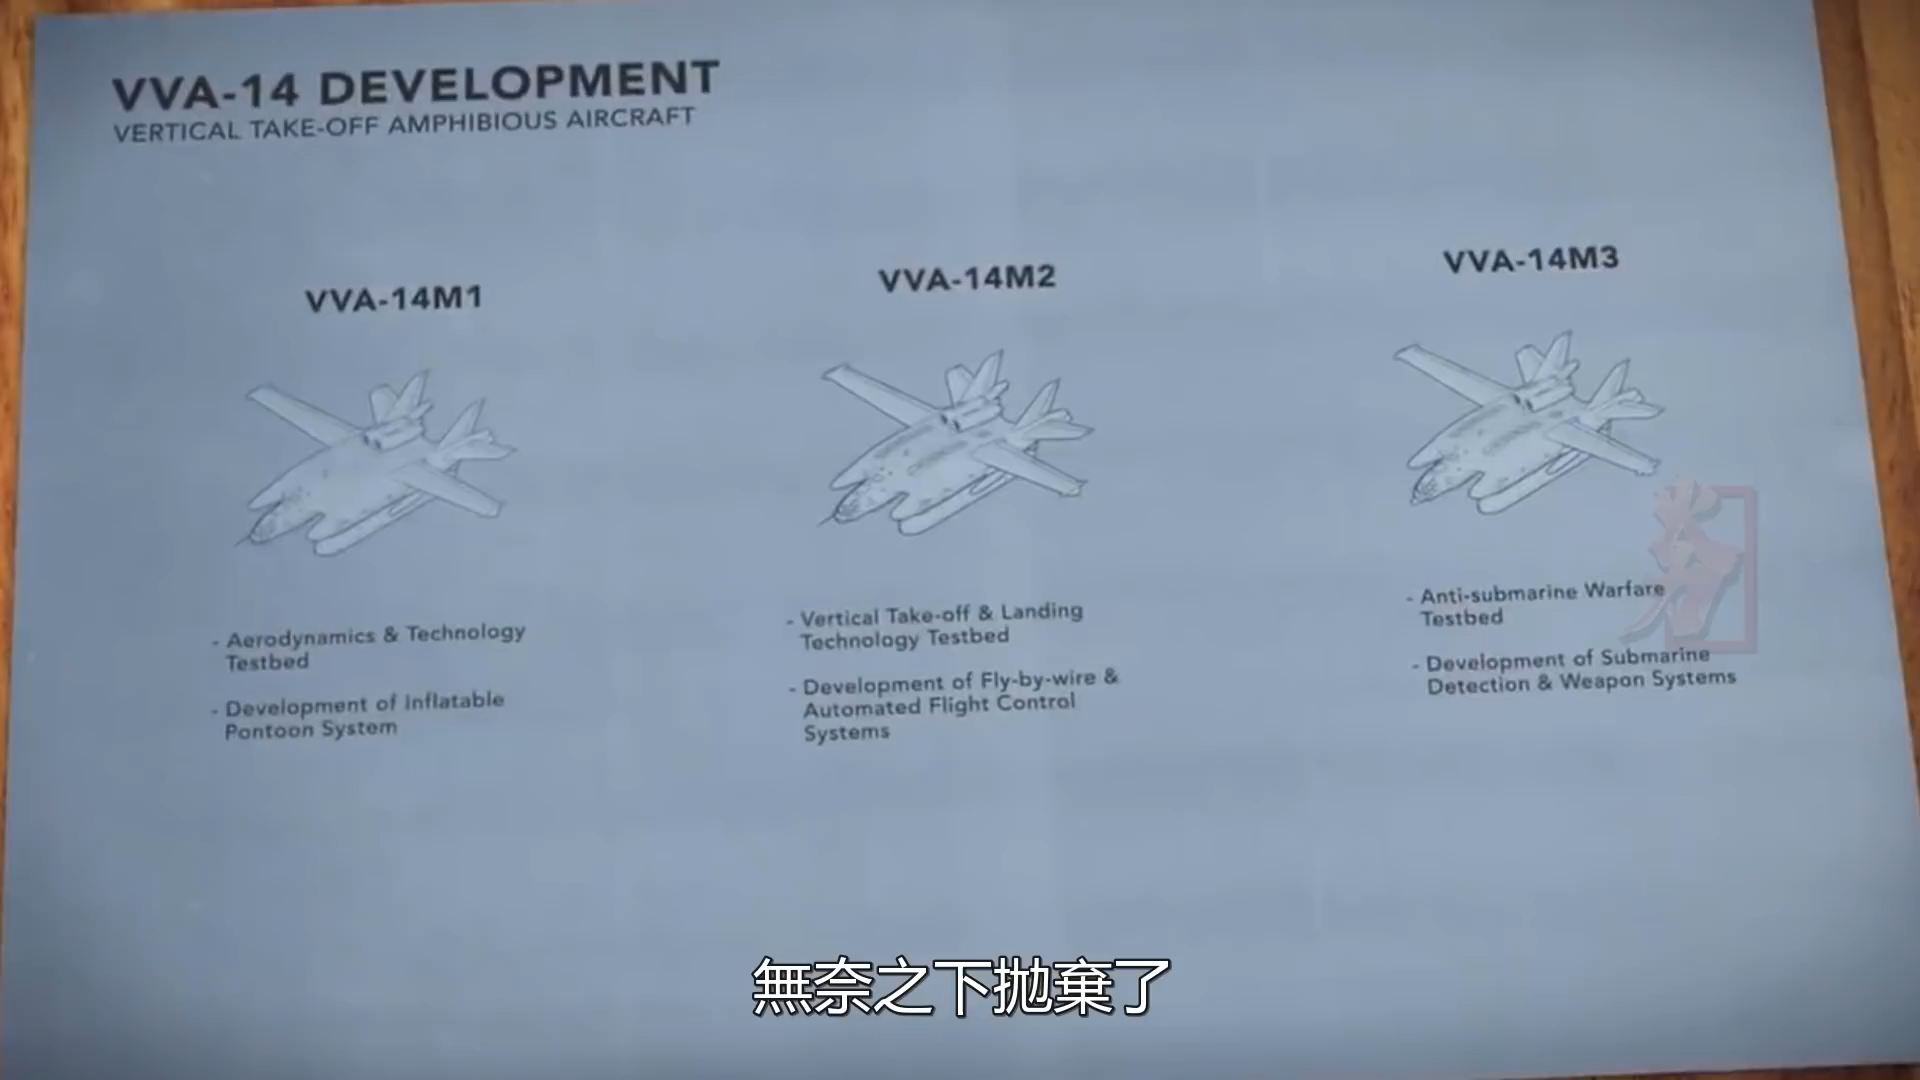 VVA-14 DEVELOPMENT
VERTICAL TAKE-OFF AMPHIBIOUS AIRCRAFT
VVA-14M1
- Aerodynamics & Technology
Testbed
- Development of Inflatable
Pontoon System
VVA-14M2
- Vertical Take-off & Landing
Technology Testbed
- Development of Fly-by-wire &
Automated Flight Control
Systems
VVA-14M3
- Anti-submarine Warfare
Testbed
- Development of Submarine
Detection & Weapon Systems
無奈之下拋棄了